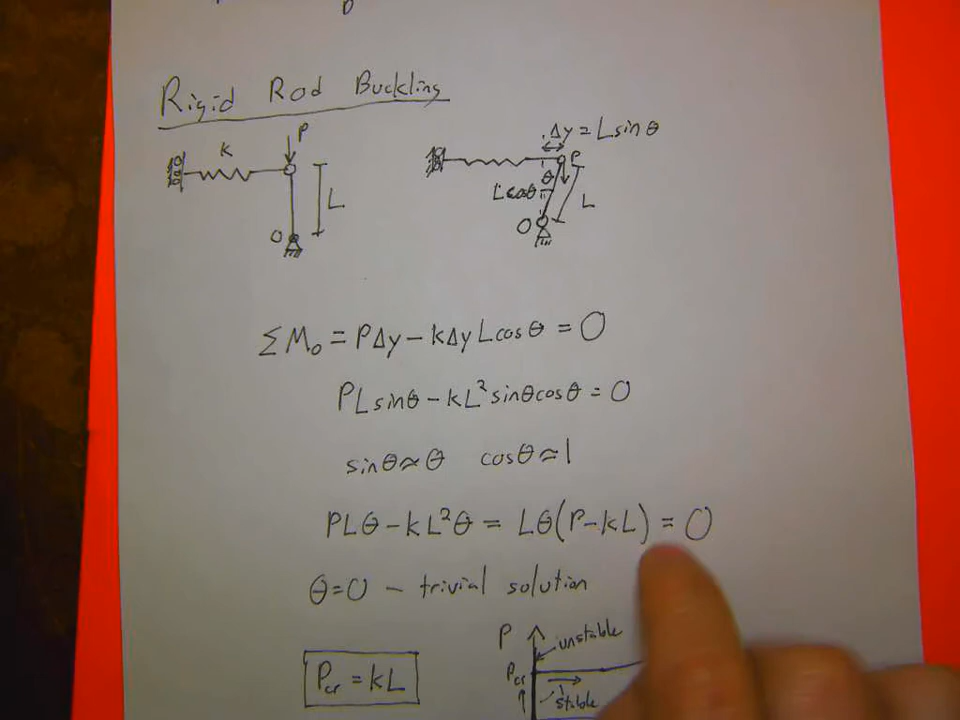 Rigid Rod Buckling
P
K
L
O
Δy = L sin θ
P
θ
L cos θ
L
O
ΣM₀ = PΔy - kΔy L cos θ = 0
PL sin θ - kL² sin θ cos θ = 0
sin θ ≈ θ cos θ ≈ 1
PLθ - kL²θ = Lθ(P - kL) = 0
θ = 0 - trivial solution
P
unstable
Pcr
stable
Pcr = kL